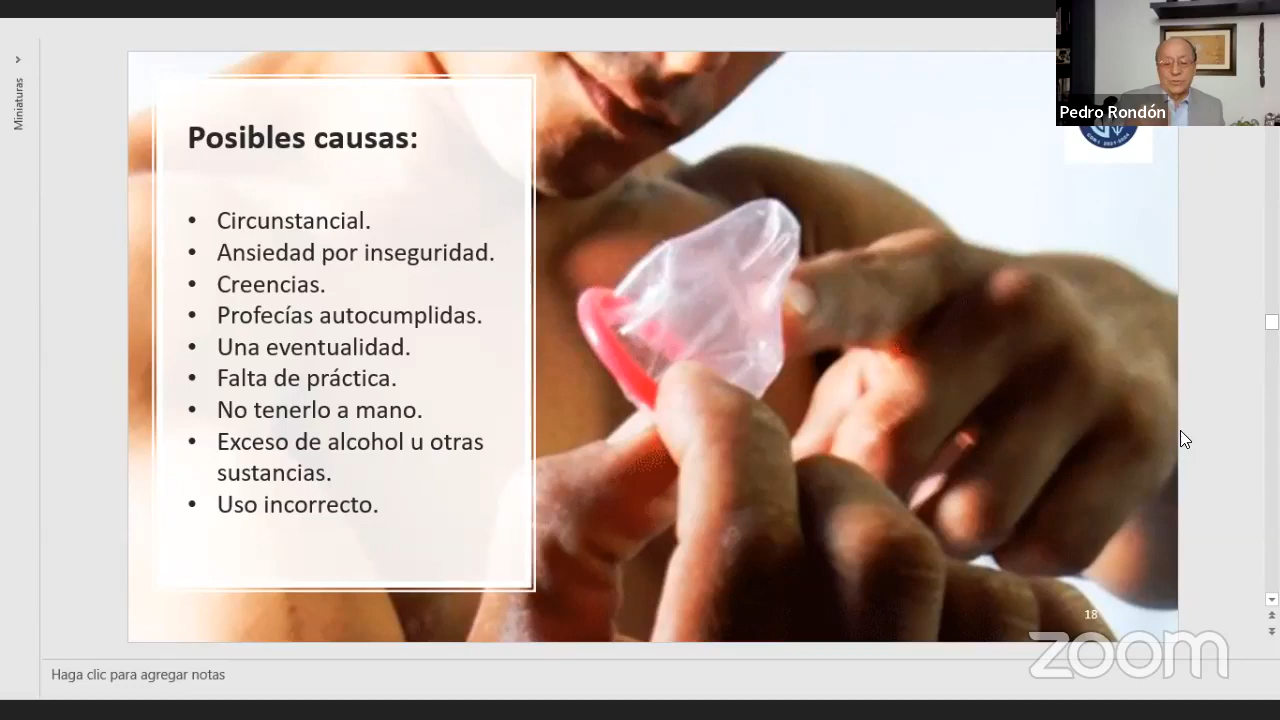 Miniaturas
Posibles causas:
• Circunstancial.
• Ansiedad por inseguridad.
• Creencias.
• Profecías autocumplidas.
• Una eventualidad.
• Falta de práctica.
• No tenerlo a mano.
• Exceso de alcohol u otras
sustancias.
• Uso incorrecto.
Pedro Rondón
18
zoom
Haga clic para agregar notas